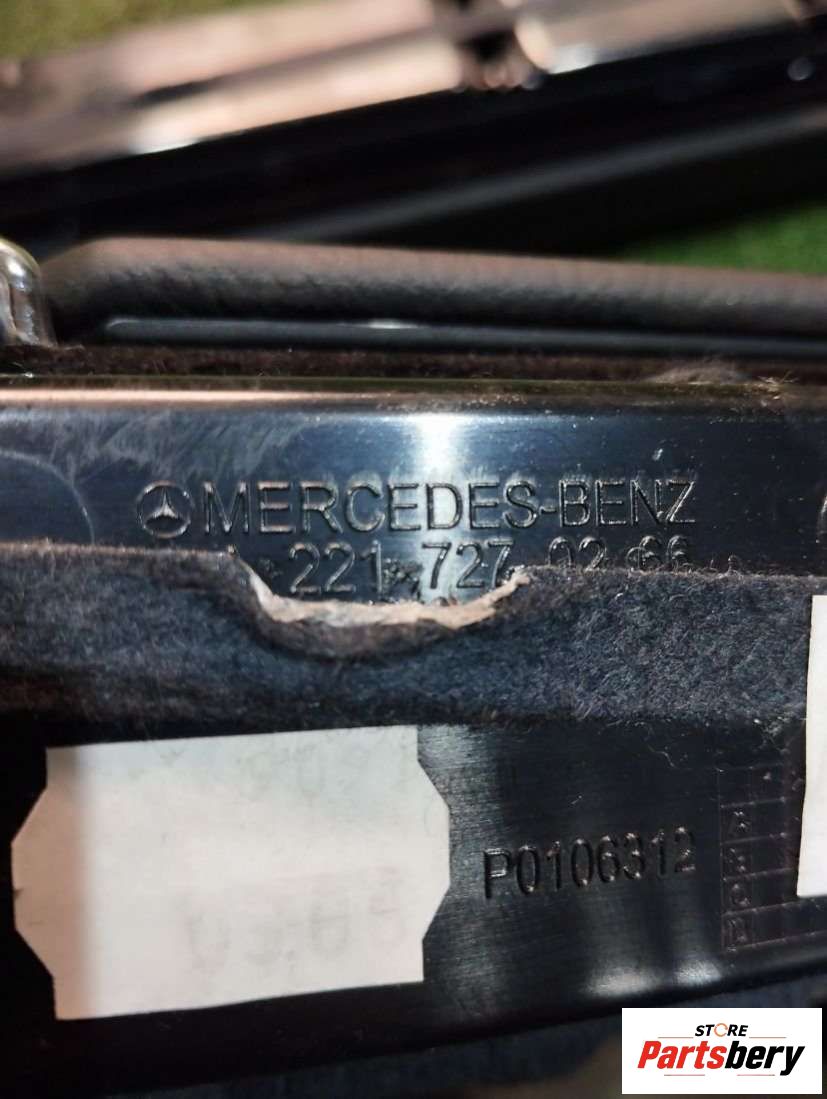 MERCEDES-BENZ
A 221 727 02 66
P0106312
A
C
STORE
Partsbery